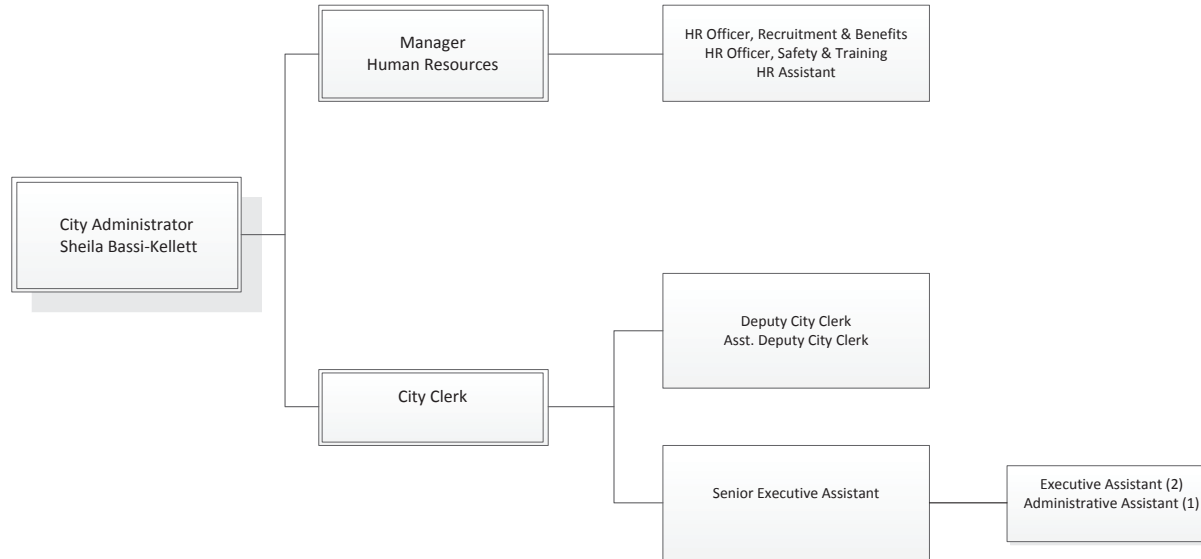 Manager
Human Resources
HR Officer, Recruitment & Benefits
HR Officer, Safety & Training
HR Assistant
City Administrator
Sheila Bassi-Kellett
Deputy City Clerk
Asst. Deputy City Clerk
City Clerk
Senior Executive Assistant
Executive Assistant (2)
Administrative Assistant (1)